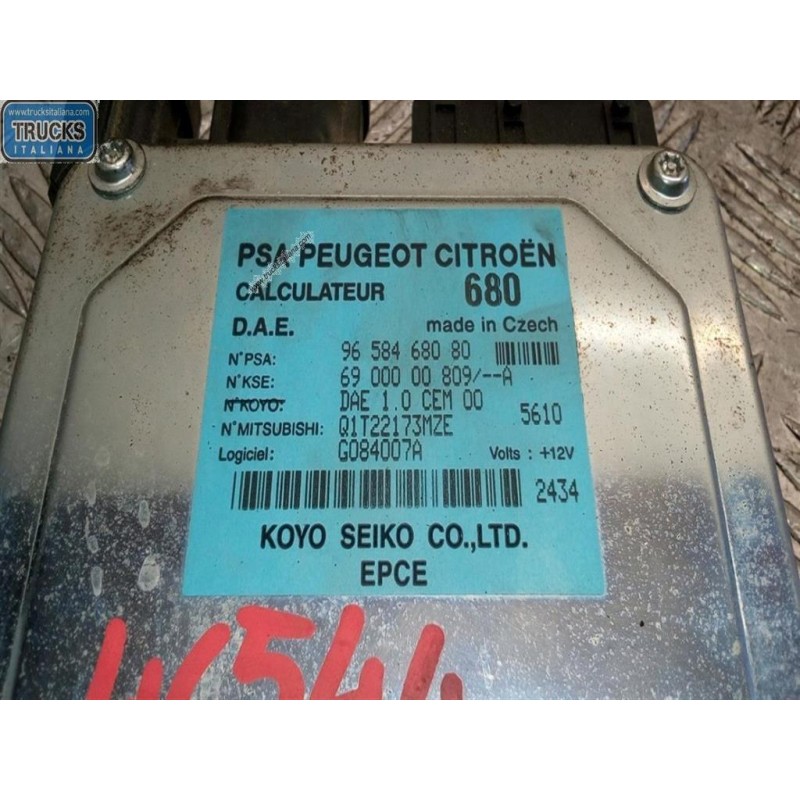 www.trucksitaliana.com
TRUCKS
ITALIANA
PSA PEUGEOT CITROËN
CALCULATEUR 680
D.A.E. made in Czech
N°PSA: 96 584 680 80
N°KSE: 69 000 00 809/--A
N°KOYO: DAE 1.0 CEM 00
N°MITSUBISHI: Q1T22173MZE 5610
Logiciel: G084007A Volts : +12V
2434
KOYO SEIKO CO.,LTD.
EPCE